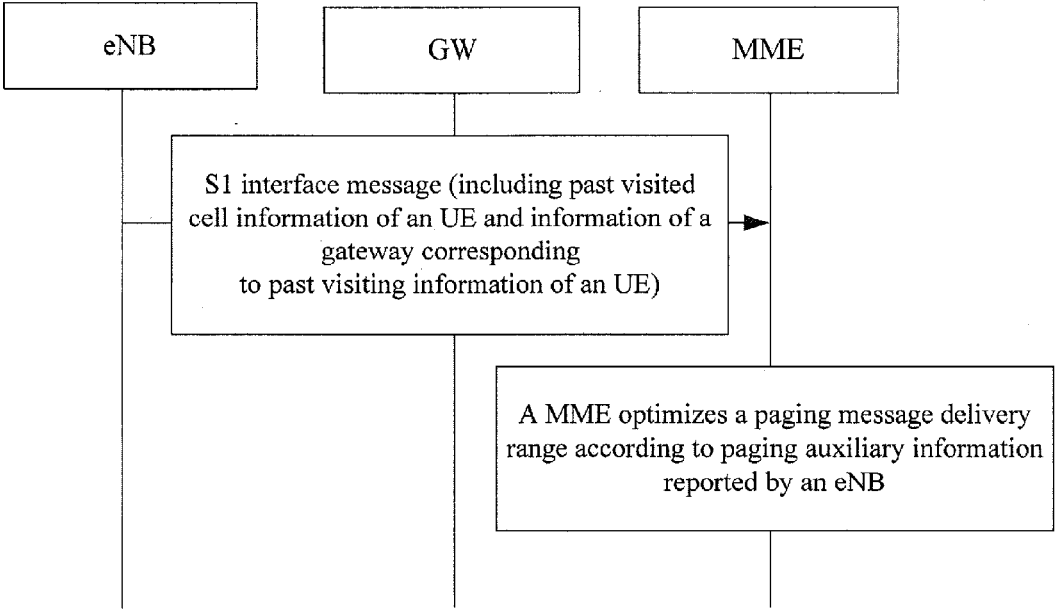 eNB
GW
MME
S1 interface message (including past visited
cell information of an UE and information of a
gateway corresponding
to past visiting information of an UE)
A MME optimizes a paging message delivery
range according to paging auxiliary information
reported by an eNB